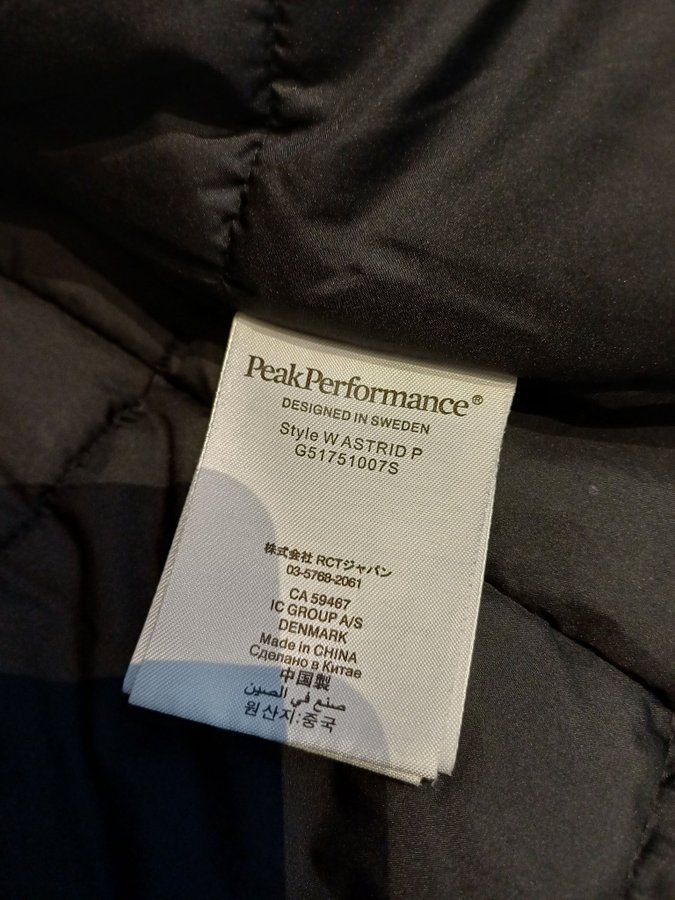 PeakPerformance®
DESIGNED IN SWEDEN
Style W ASTRID P
G51751007S
株式会社 RCTジャパン
03-5768-2061
CA 59467
IC GROUP A/S
DENMARK
Made in CHINA
Сделано в Китае
中国製
صنع في الصين
원산지:중국